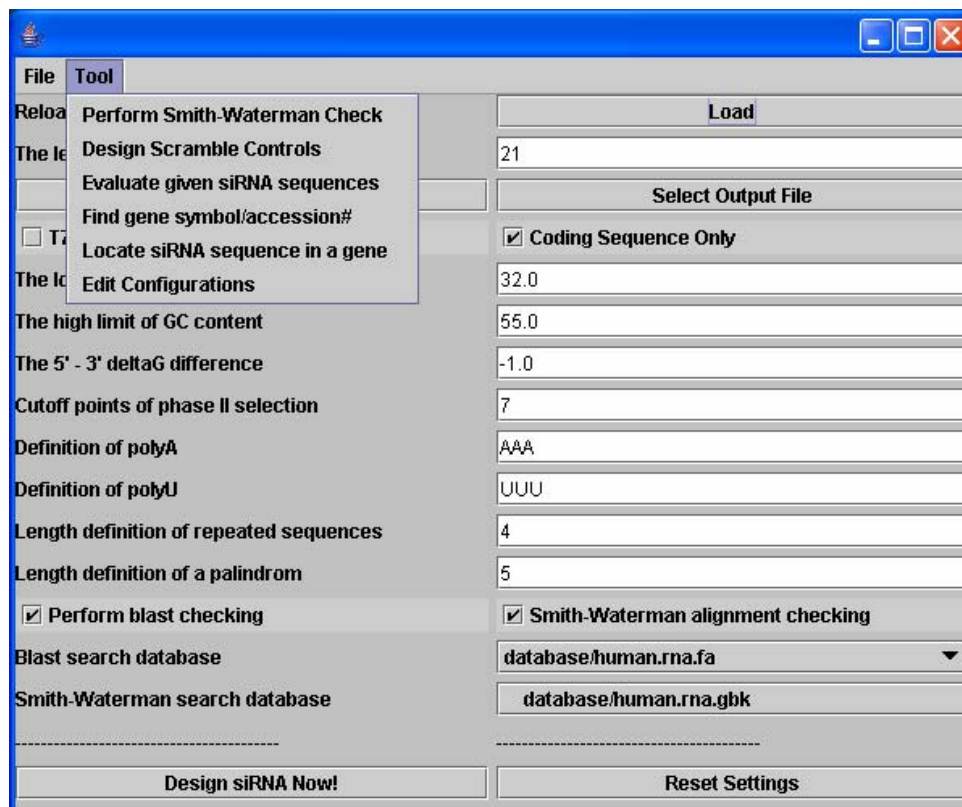 File Tool
Reloa Load
Perform Smith-Waterman Check
The le 21
Design Scramble Controls
Evaluate given siRNA sequences
Select Output File
Find gene symbol/accession#
T7 Coding Sequence Only
Locate siRNA sequence in a gene
The lo 32.0
Edit Configurations
The high limit of GC content 55.0
The 5' - 3' deltaG difference -1.0
Cutoff points of phase II selection 7
Definition of polyA AAA
Definition of polyU UUU
Length definition of repeated sequences 4
Length definition of a palindrom 5
Perform blast checking Smith-Waterman alignment checking
Blast search database database/human.rna.fa
Smith-Waterman search database database/human.rna.gbk
----------------------------------------- -----------------------------------------
Design siRNA Now! Reset Settings